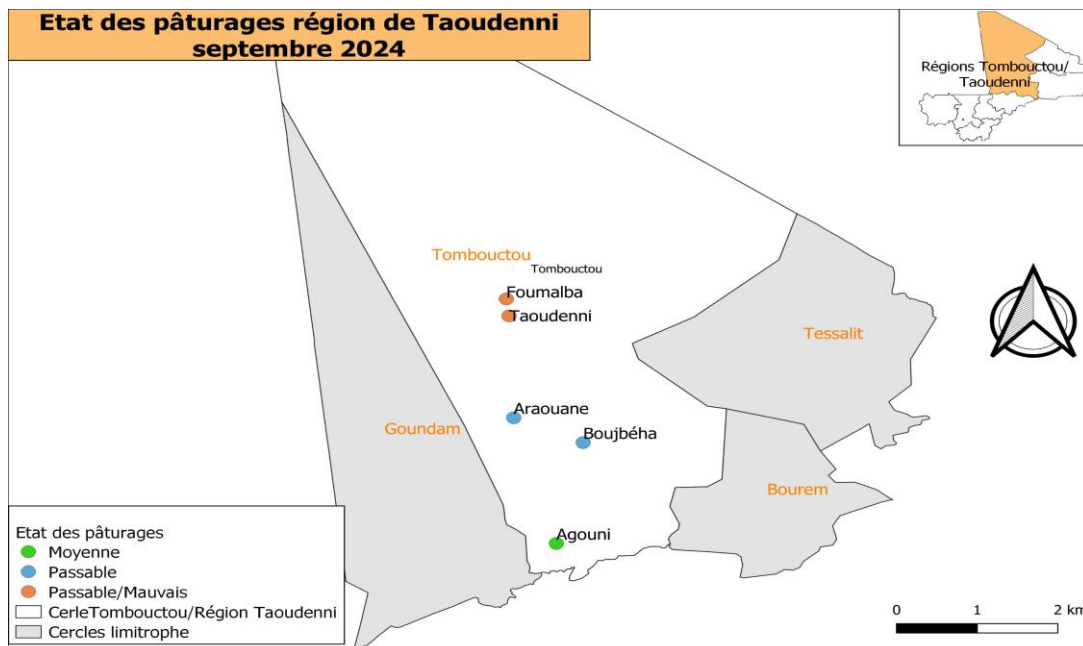 Etat des pâturages région de Taoudenni
septembre 2024
Régions Tombouctou/
Taoudenni
Tombouctou
Tombouctou
Foumalba
Taoudenni
Tessalit
Araouane
Goundam
Boujbéha
Bourem
Agouni
Etat des pâturages
Moyenne
Passable
Passable/Mauvais
CerleTombouctou/Région Taoudenni
Cercles limitrophe
0 1 2 km